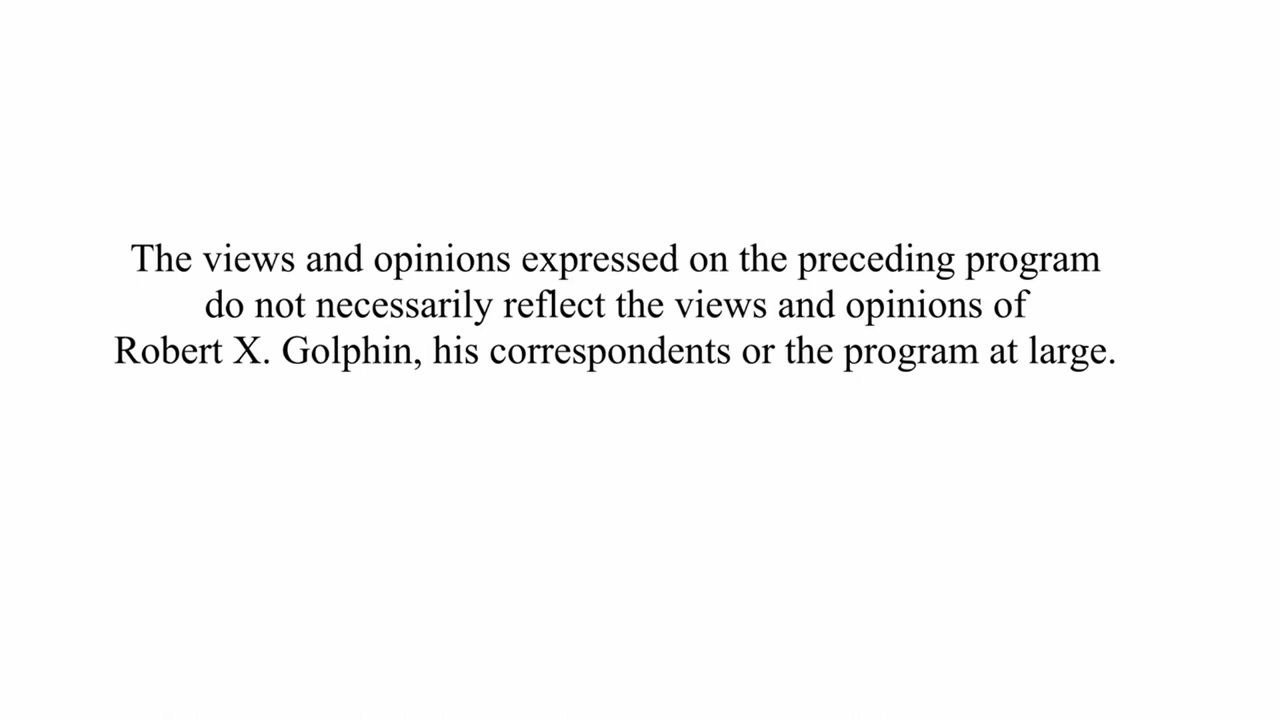 The views and opinions expressed on the preceding program
do not necessarily reflect the views and opinions of
Robert X. Golphin, his correspondents or the program at large.